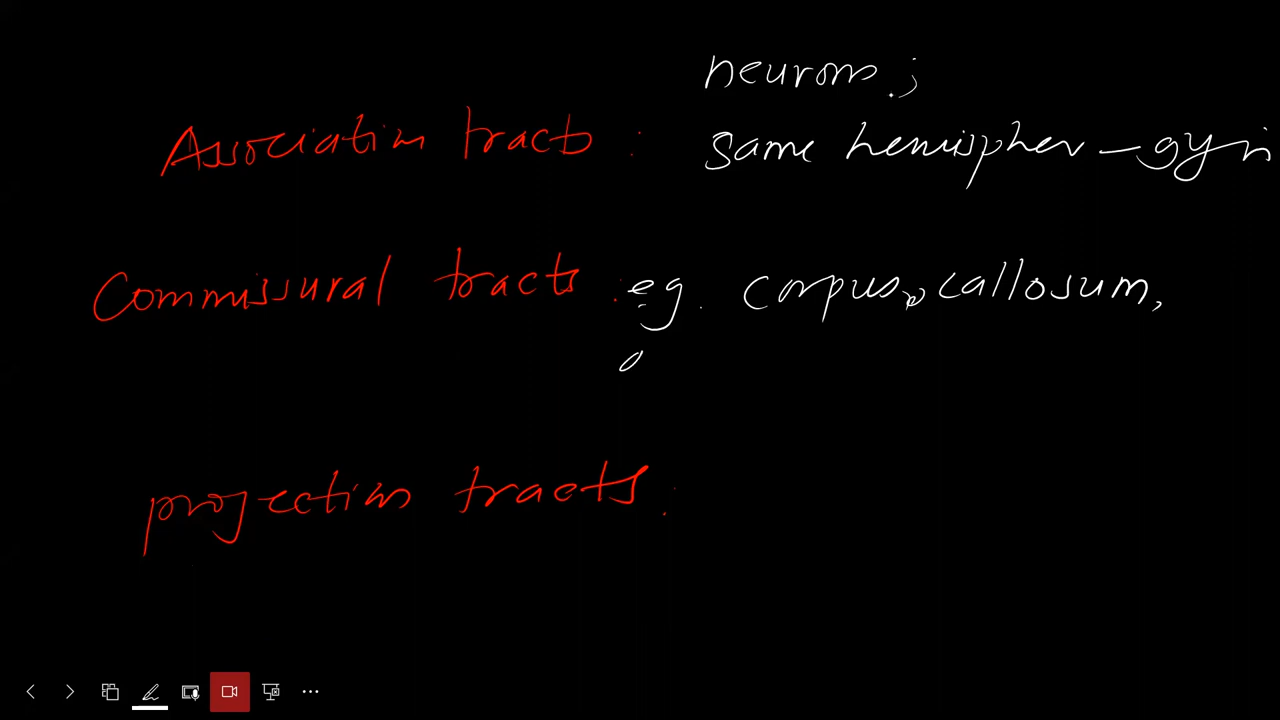 neurons ;
Association tracts : same hemispher - gyri
Commissural tracts : eg. corpus callosum,
projection tracts :